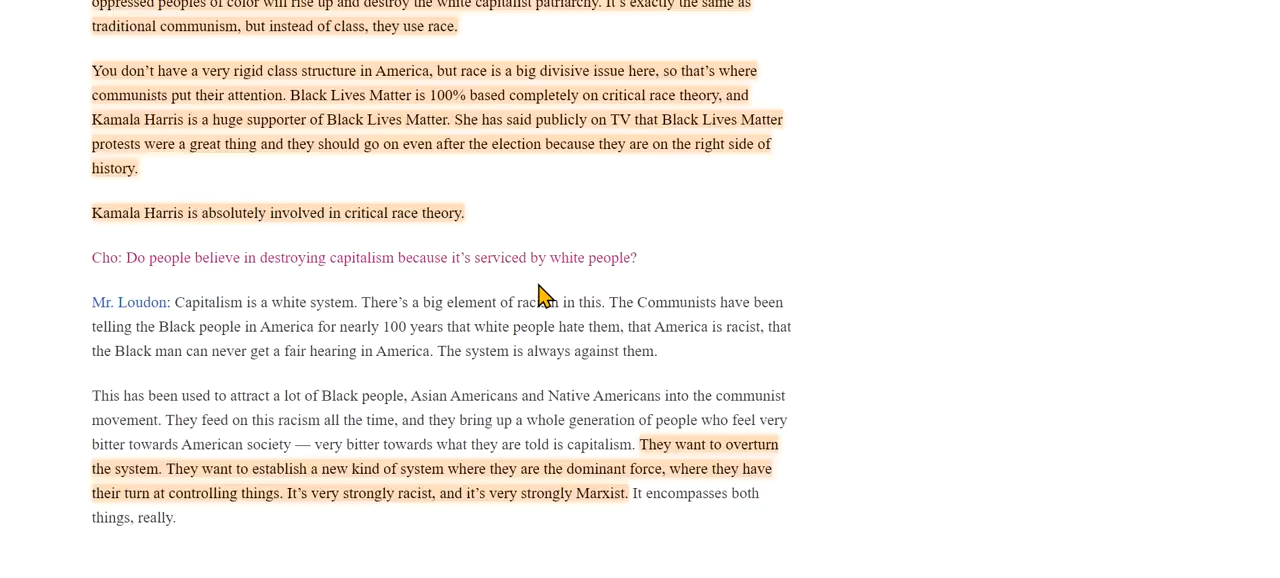 oppressed peoples of color will rise up and destroy the white capitalist patriarchy. It's exactly the same as
traditional communism, but instead of class, they use race.
You don't have a very rigid class structure in America, but race is a big divisive issue here, so that's where
communists put their attention. Black Lives Matter is 100% based completely on critical race theory, and
Kamala Harris is a huge supporter of Black Lives Matter. She has said publicly on TV that Black Lives Matter
protests were a great thing and they should go on even after the election because they are on the right side of
history.
Kamala Harris is absolutely involved in critical race theory.
Cho: Do people believe in destroying capitalism because it's serviced by white people?
Mr. Loudon: Capitalism is a white system. There's a big element of racism in this. The Communists have been
telling the Black people in America for nearly 100 years that white people hate them, that America is racist, that
the Black man can never get a fair hearing in America. The system is always against them.
This has been used to attract a lot of Black people, Asian Americans and Native Americans into the communist
movement. They feed on this racism all the time, and they bring up a whole generation of people who feel very
bitter towards American society — very bitter towards what they are told is capitalism. They want to overturn
the system. They want to establish a new kind of system where they are the dominant force, where they have
their turn at controlling things. It's very strongly racist, and it's very strongly Marxist. It encompasses both
things, really.